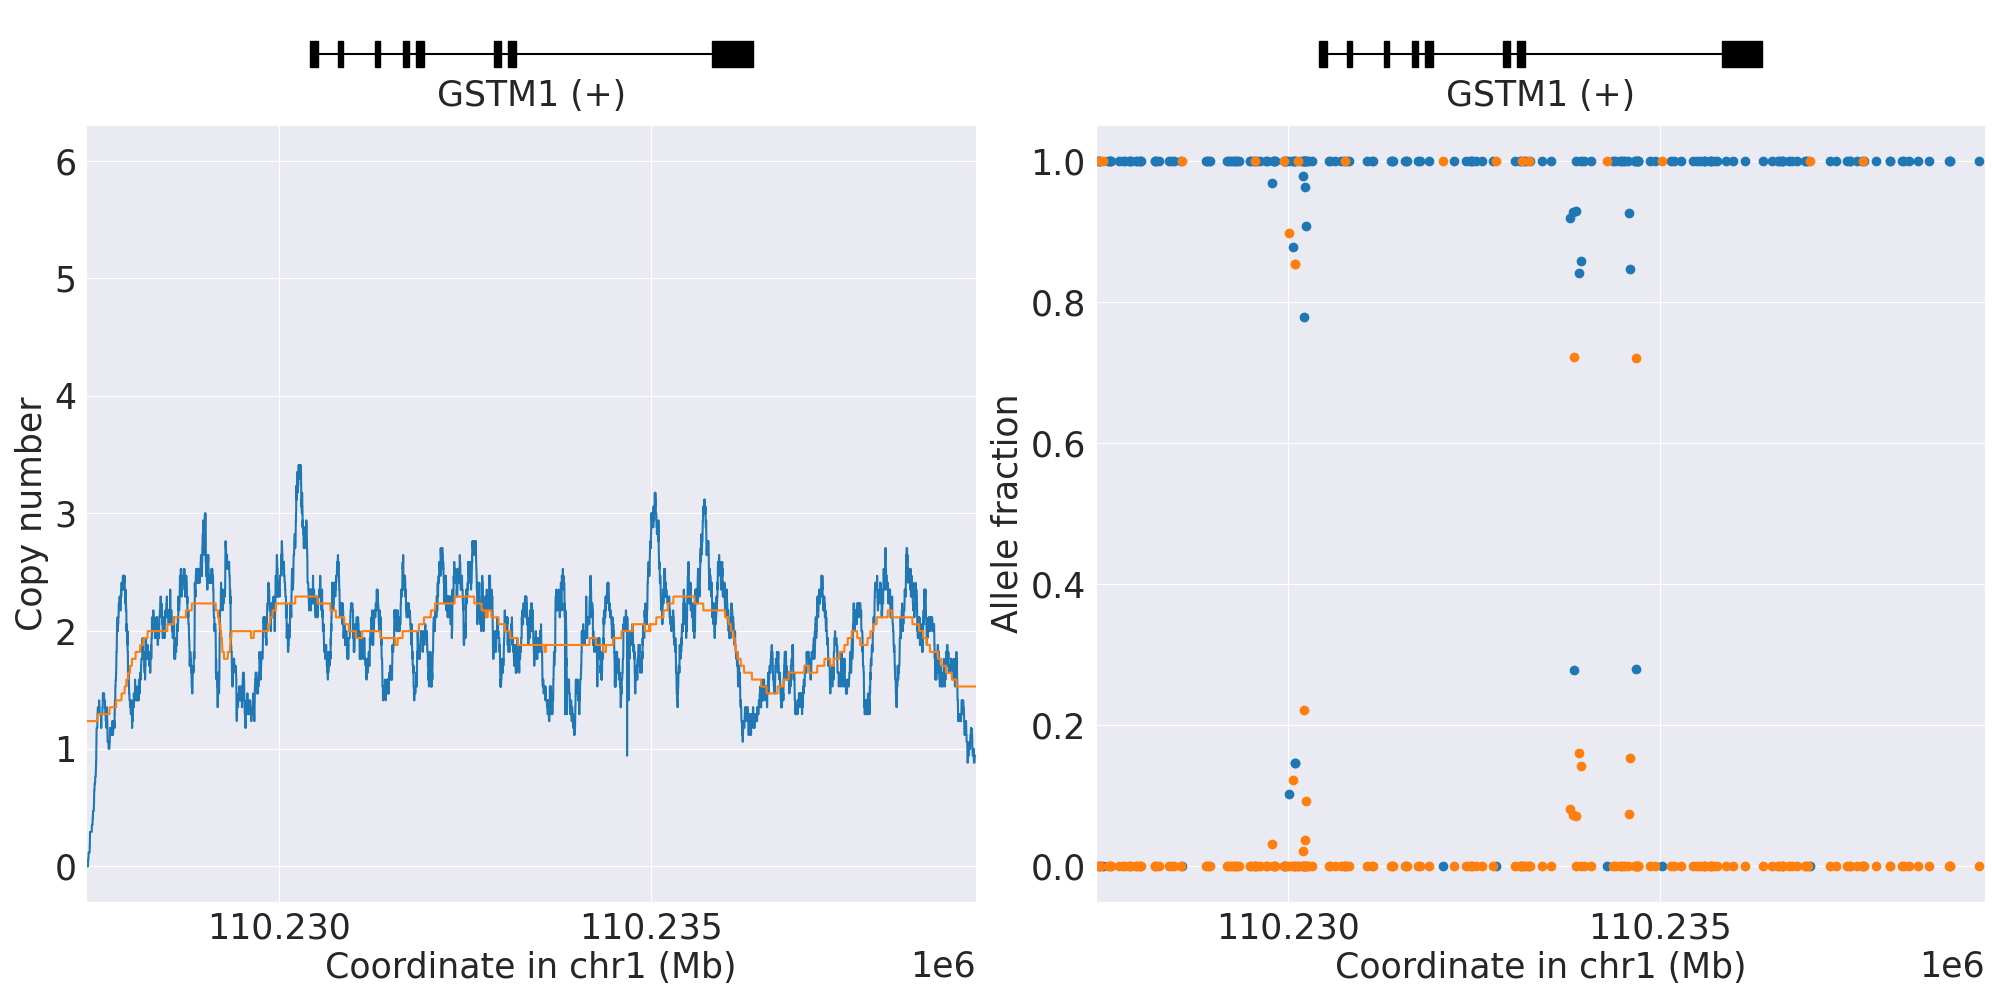 GSTM1 (+)
6
5
4
3
2
1
0
Copy number
110.230
110.235
Coordinate in chr1 (Mb)
1e6
GSTM1 (+)
1.0
0.8
0.6
0.4
0.2
0.0
Allele fraction
110.230
110.235
Coordinate in chr1 (Mb)
1e6